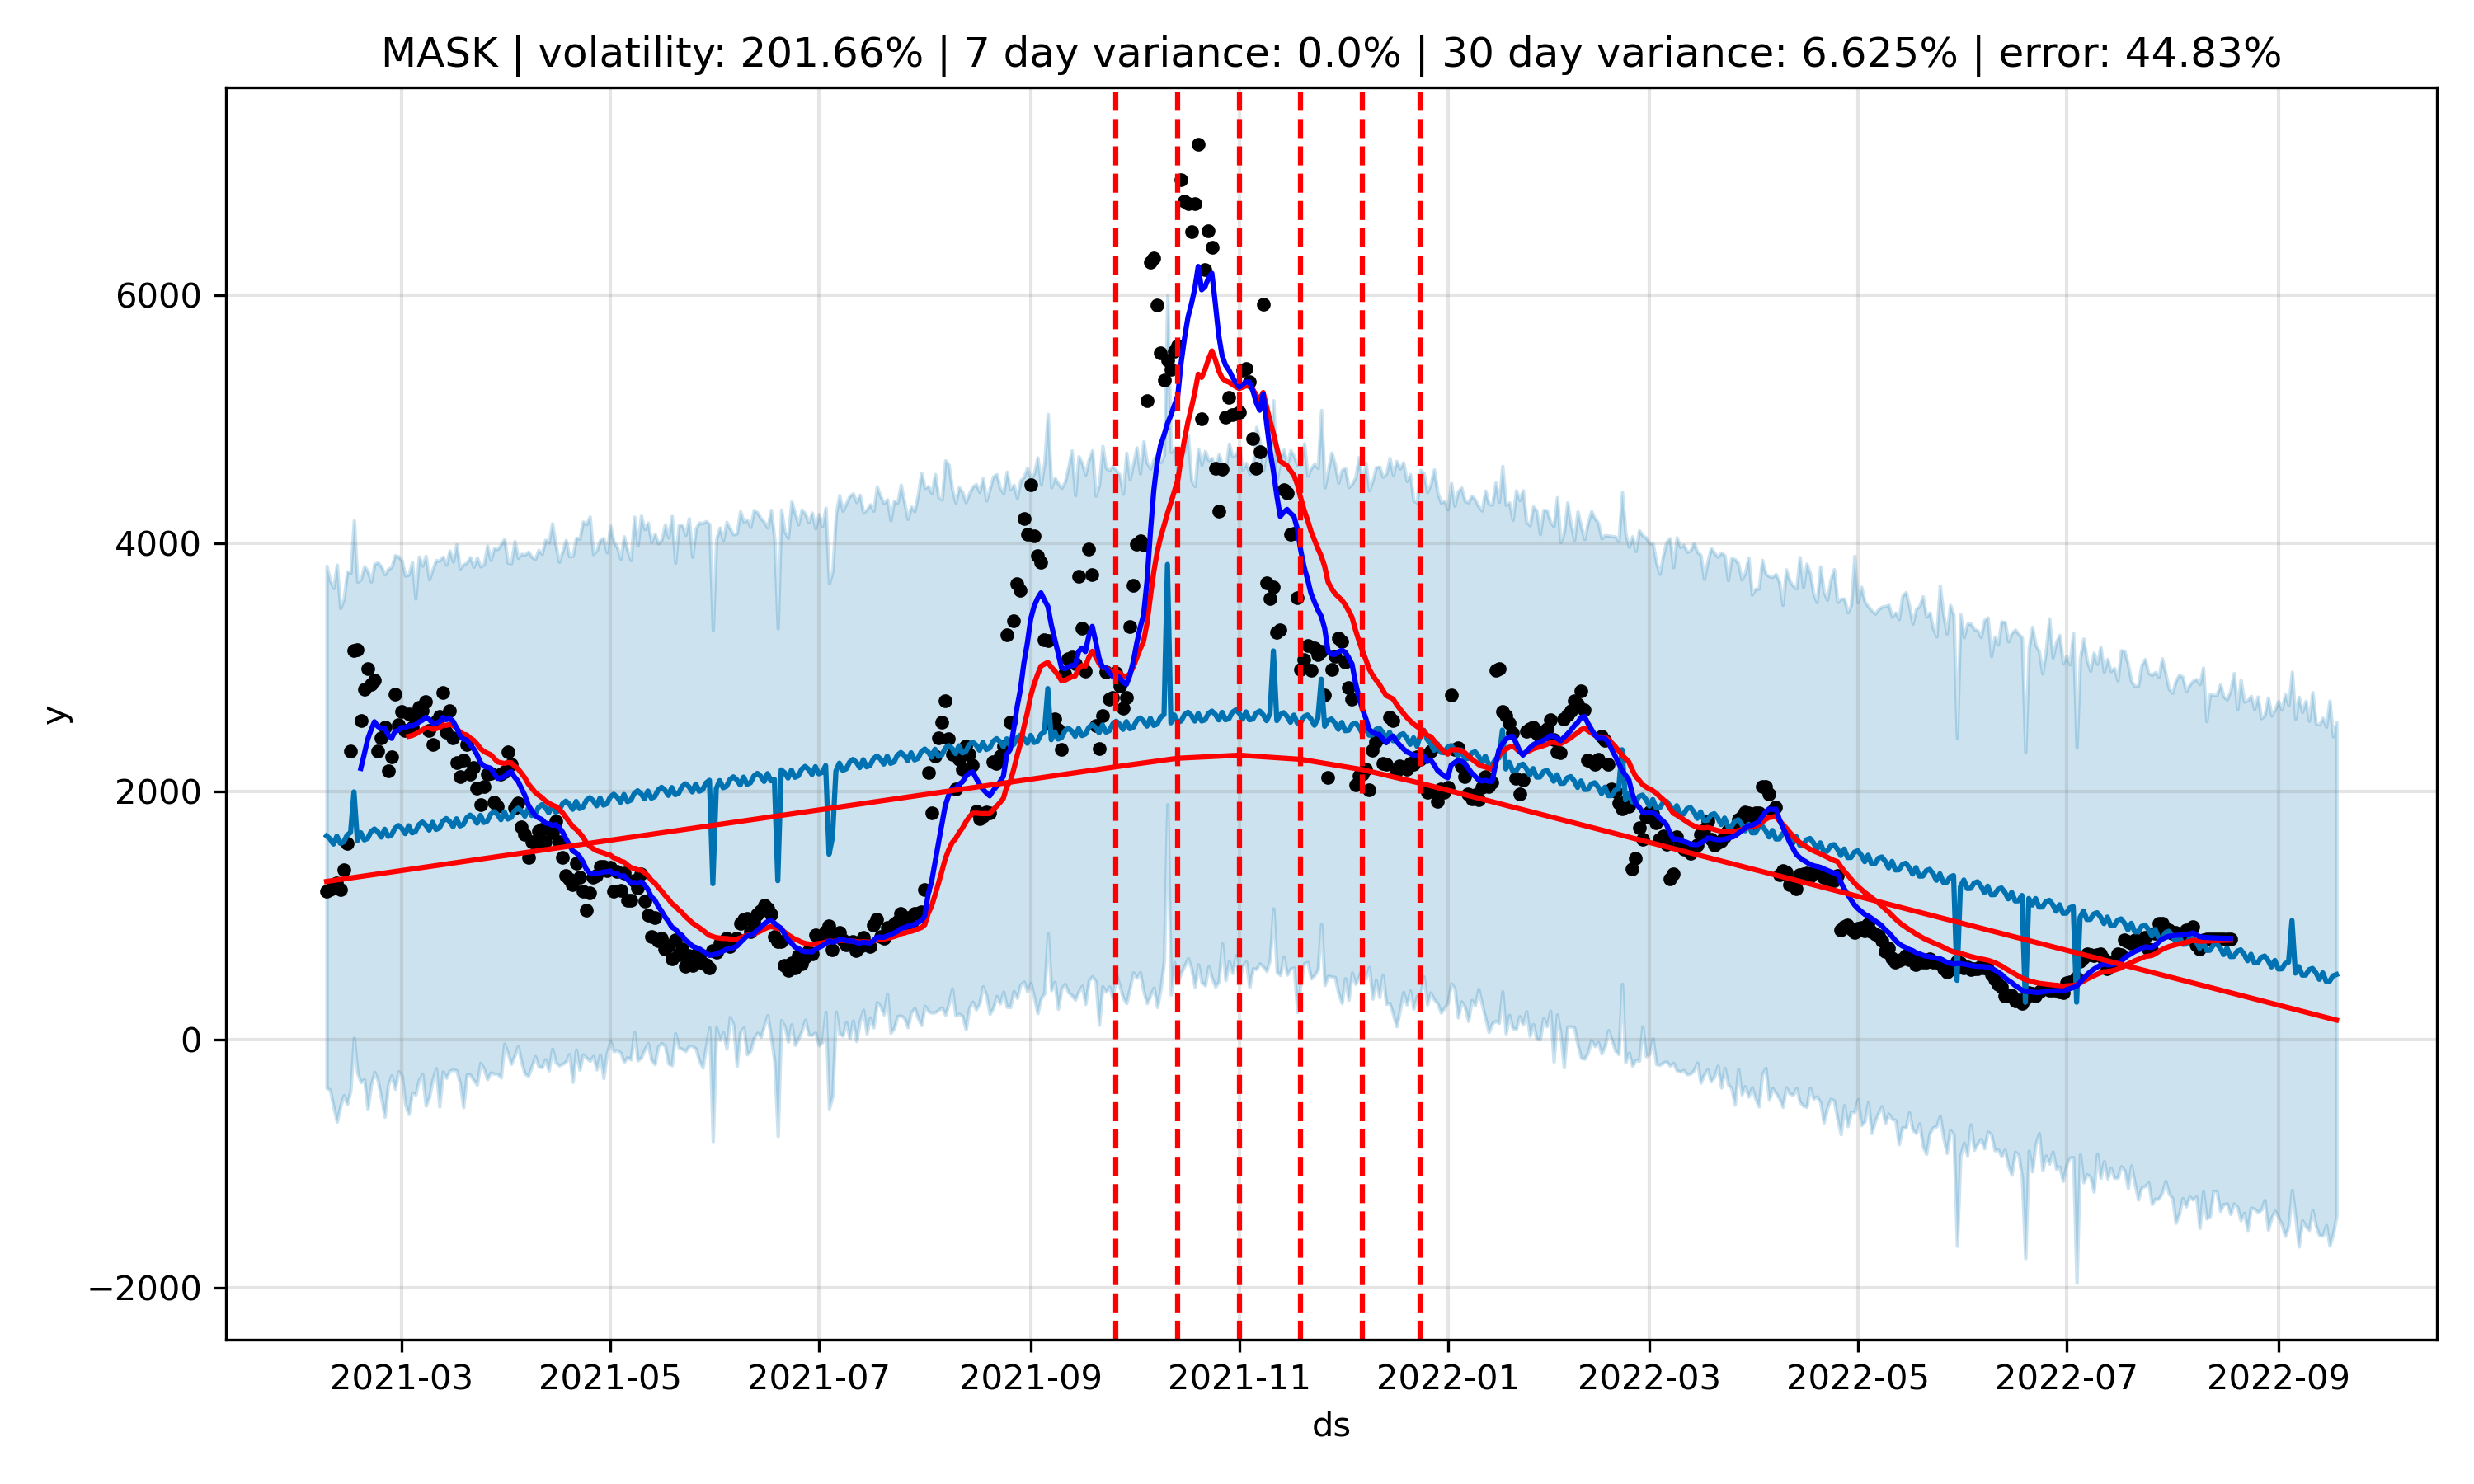 MASK | volatility: 201.66% | 7 day variance: 0.0% | 30 day variance: 6.625% | error: 44.83%
6000
4000
2000
0
−2000
y
2021-03 2021-05 2021-07 2021-09 2021-11 2022-01 2022-03 2022-05 2022-07 2022-09
ds